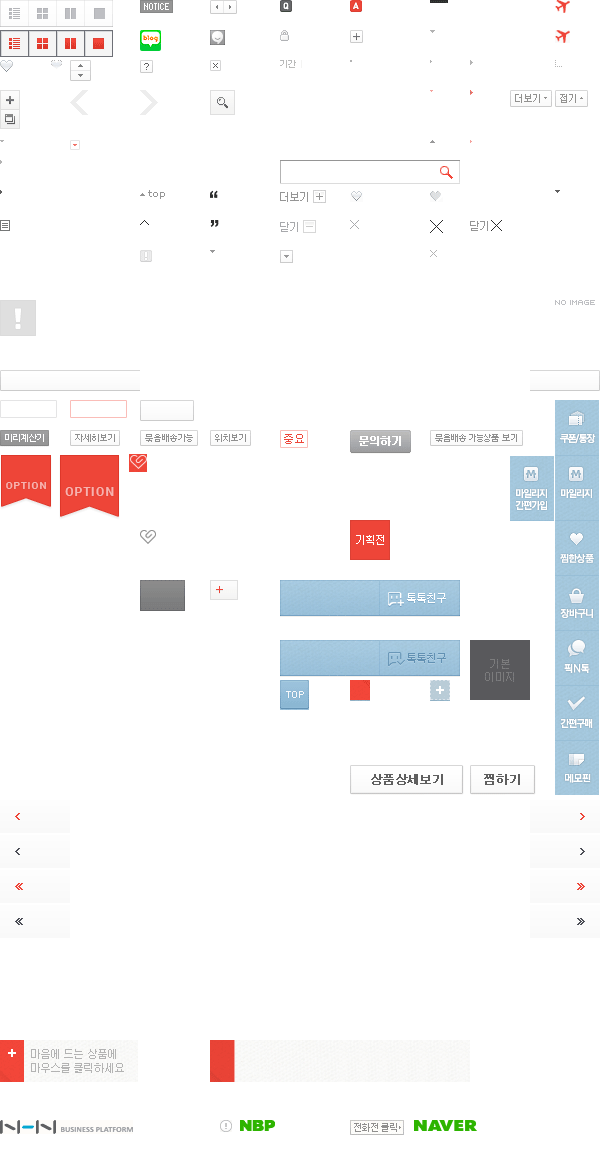 NOTICE
Q
A
blog
?
기간
더보기
접기
top
더보기
닫기
닫기
NO IMAGE
미리계산기
자세히보기
묶음배송가능
위치보기
중요
문의하기
묶음배송 가능상품 보기
쿠폰/통장
OPTION
OPTION
마일리지
간편가입
마일리지
기획전
찜한상품
톡톡친구
장바구니
톡톡친구
기본
이미지
픽N톡
TOP
간편구매
상품상세보기
찜하기
메모핀
마음에 드는 상품에
마우스를 클릭하세요
NHN BUSINESS PLATFORM
NBP
전화전 클릭
NAVER